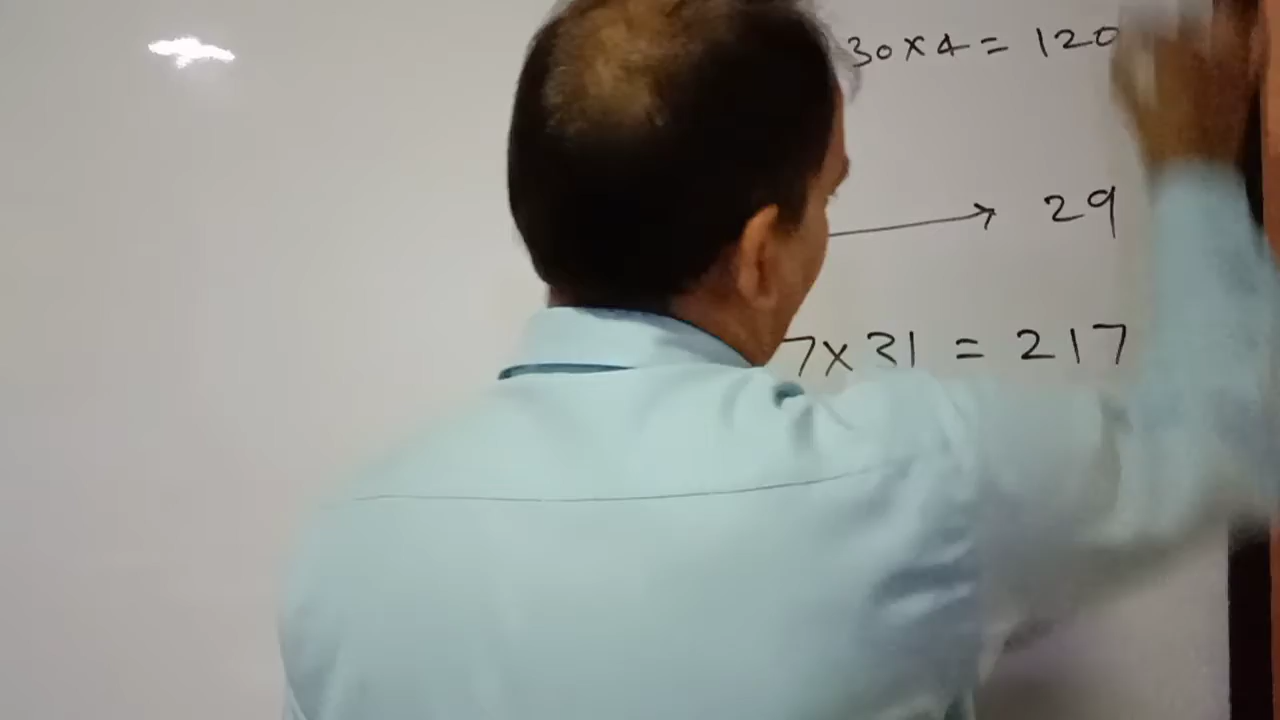 30 × 4 = 120
→ 29
7 × 31 = 217